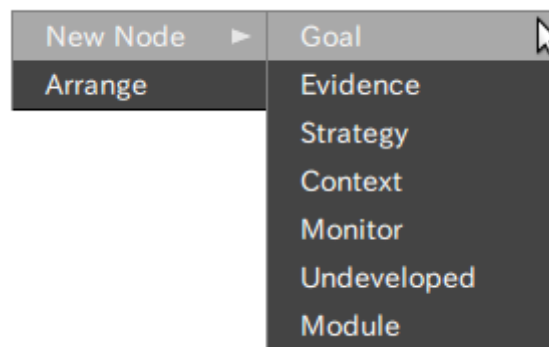 New Node ► Goal
Arrange Evidence
Strategy
Context
Monitor
Undeveloped
Module